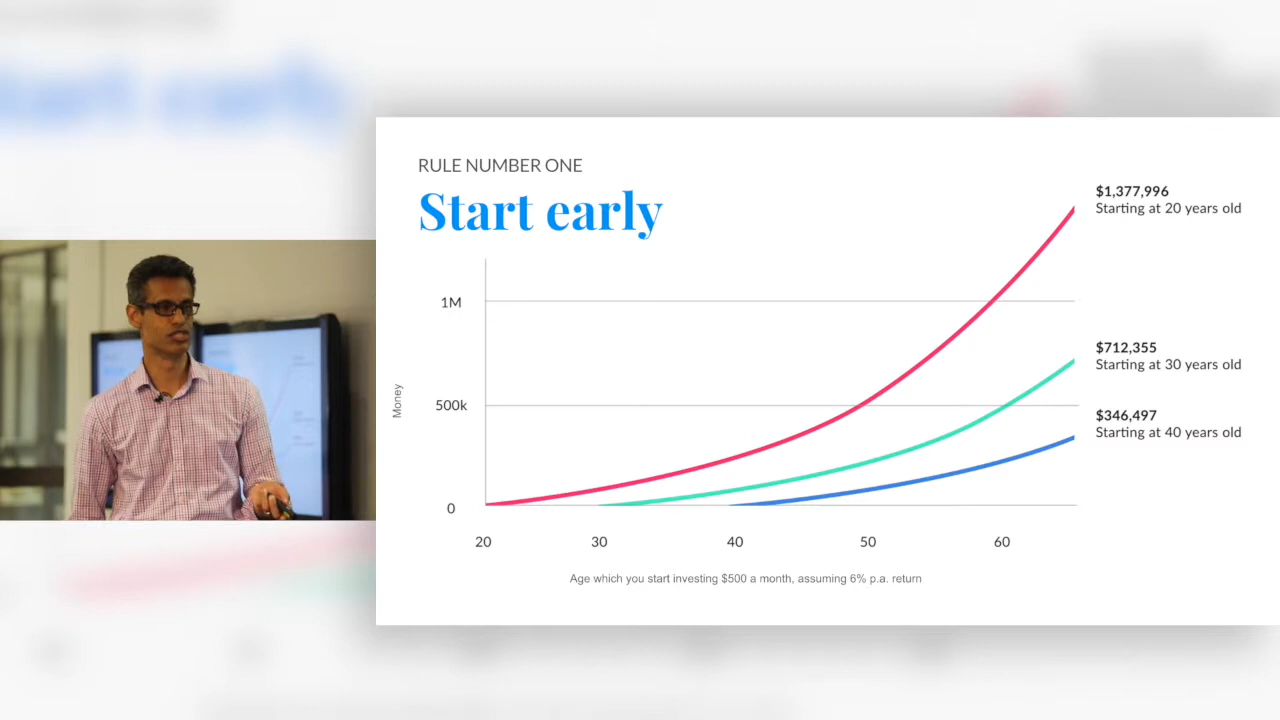 RULE NUMBER ONE
Start early
$1,377,996
Starting at 20 years old
1M
$712,355
Starting at 30 years old
500k
$346,497
Starting at 40 years old
Money
0
20 30 40 50 60
Age which you start investing $500 a month, assuming 6% p.a. return